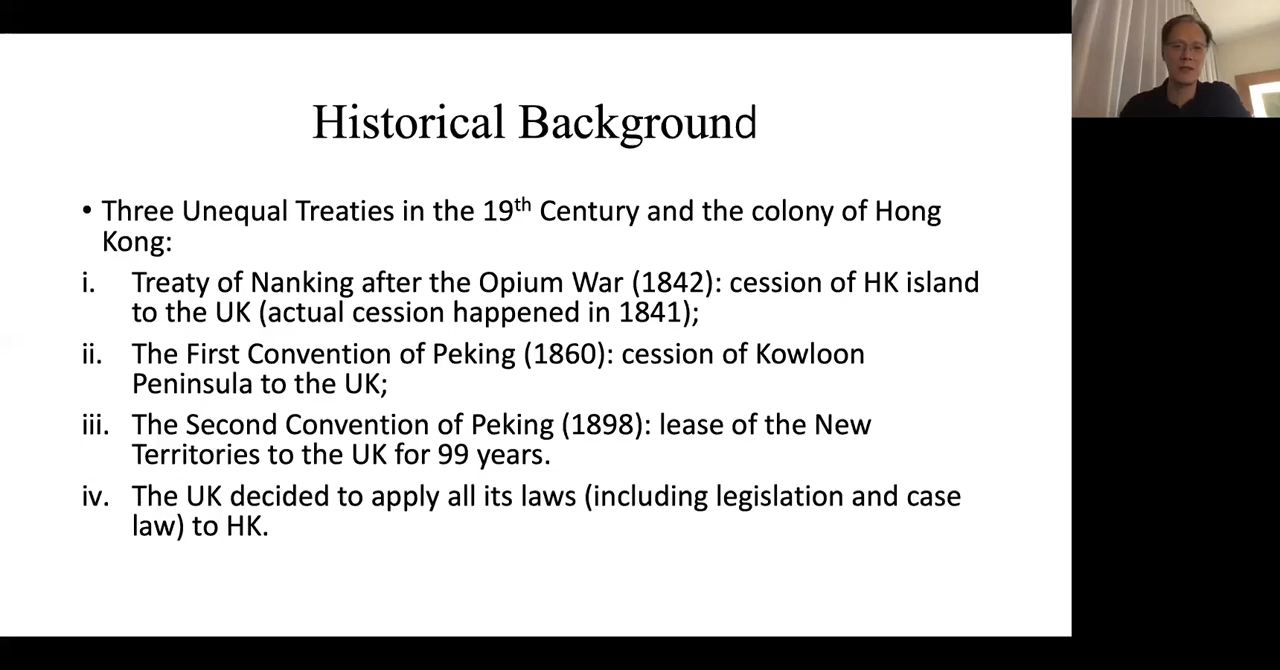 Historical Background
• Three Unequal Treaties in the 19th Century and the colony of Hong
Kong:
i. Treaty of Nanking after the Opium War (1842): cession of HK island
to the UK (actual cession happened in 1841);
ii. The First Convention of Peking (1860): cession of Kowloon
Peninsula to the UK;
iii. The Second Convention of Peking (1898): lease of the New
Territories to the UK for 99 years.
iv. The UK decided to apply all its laws (including legislation and case
law) to HK.